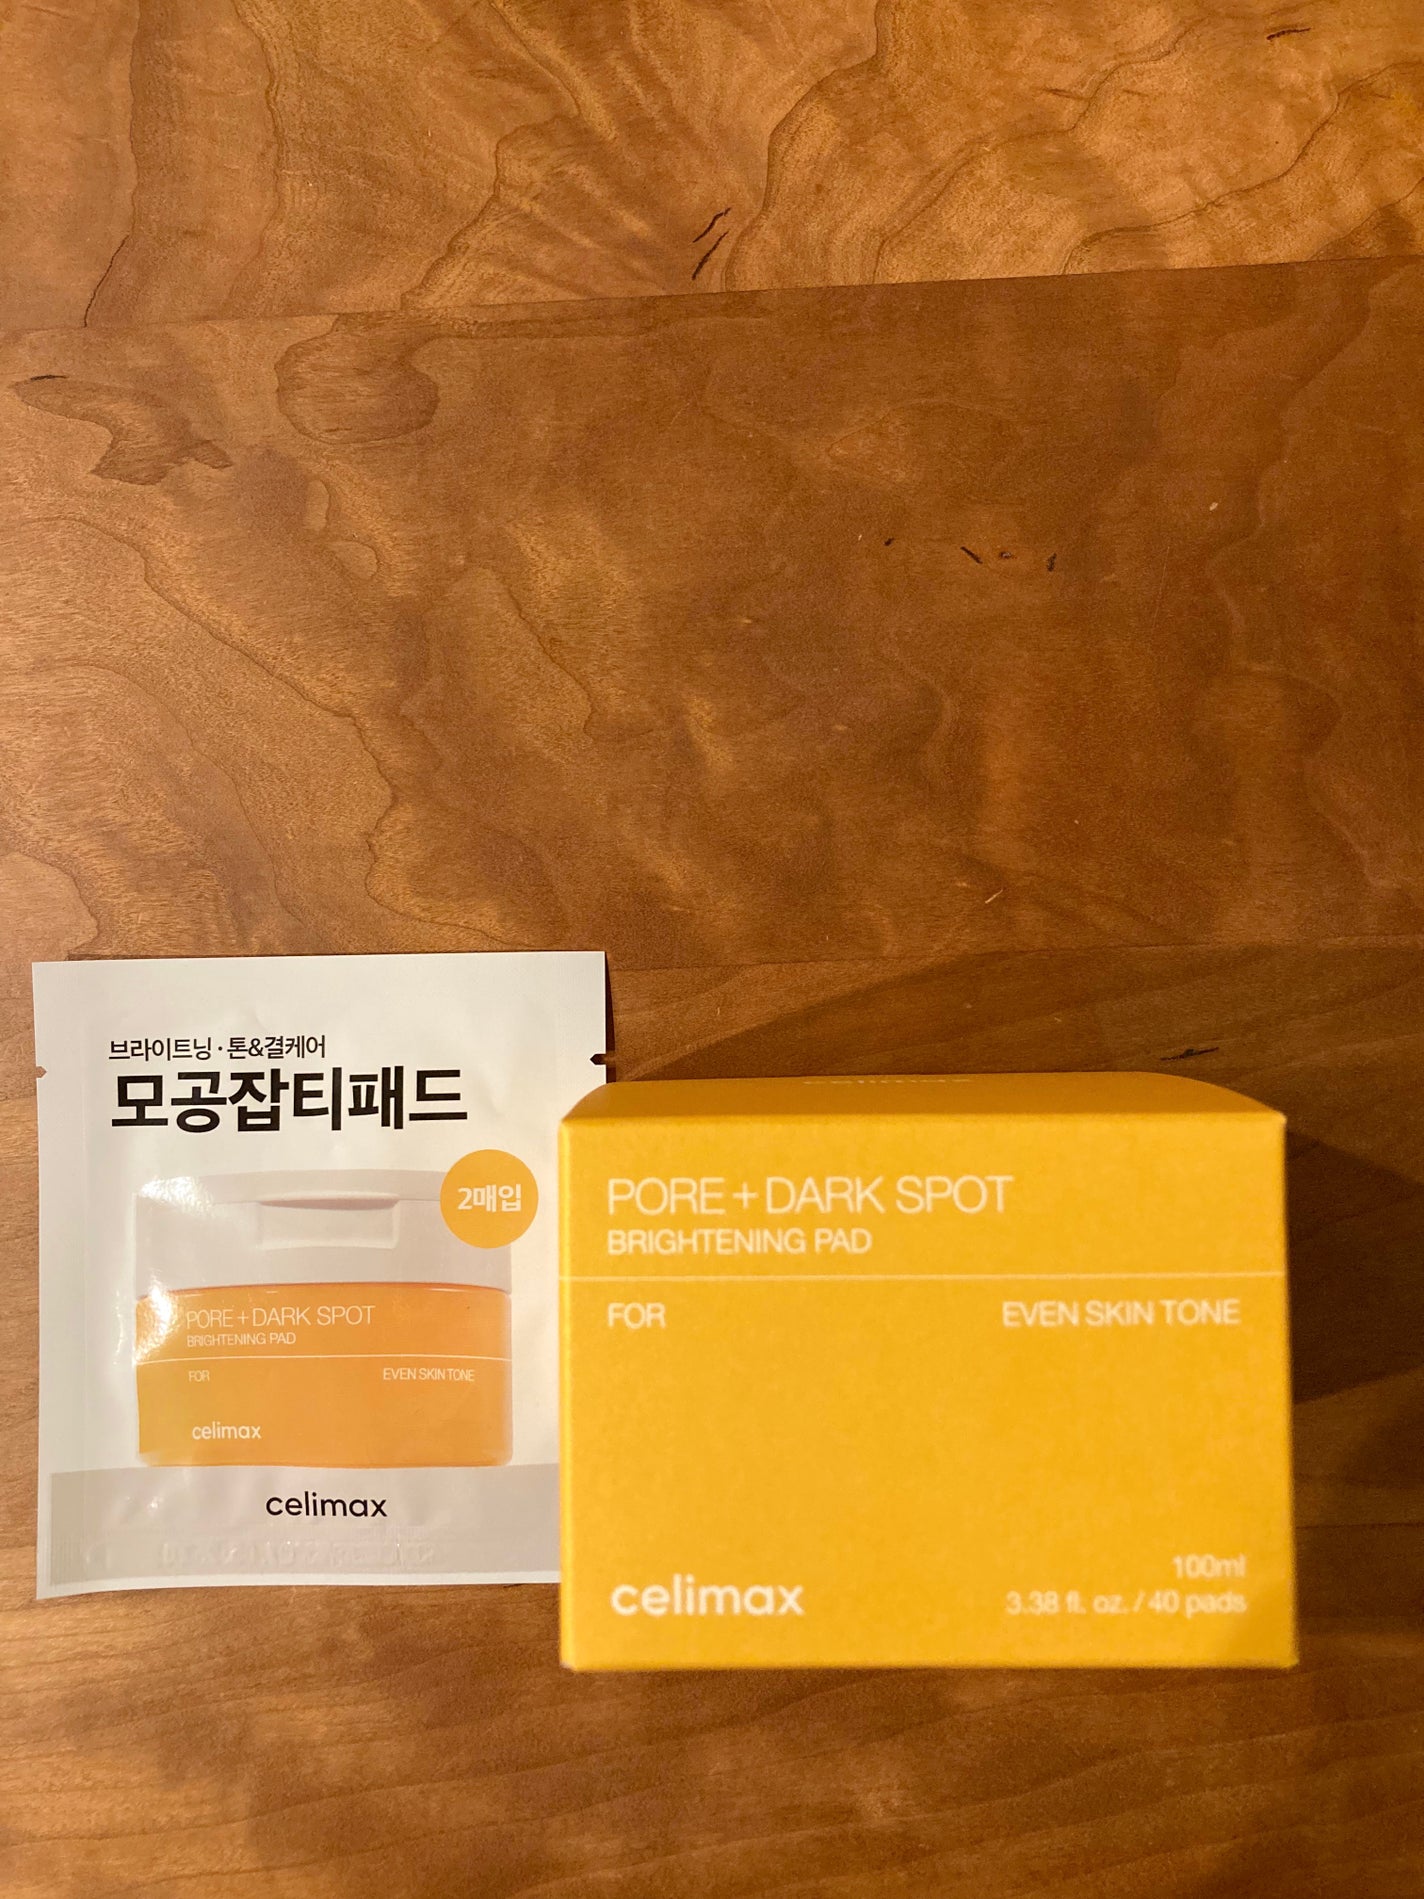 브라이트닝·톤&결케어
모공잡티패드
2매입
PORE + DARK SPOT
BRIGHTENING PAD
FOR EVEN SKIN TONE
celimax
celimax
celimax
PORE + DARK SPOT
BRIGHTENING PAD
FOR EVEN SKIN TONE
celimax
100ml
3.38 fl. oz. / 40 pads